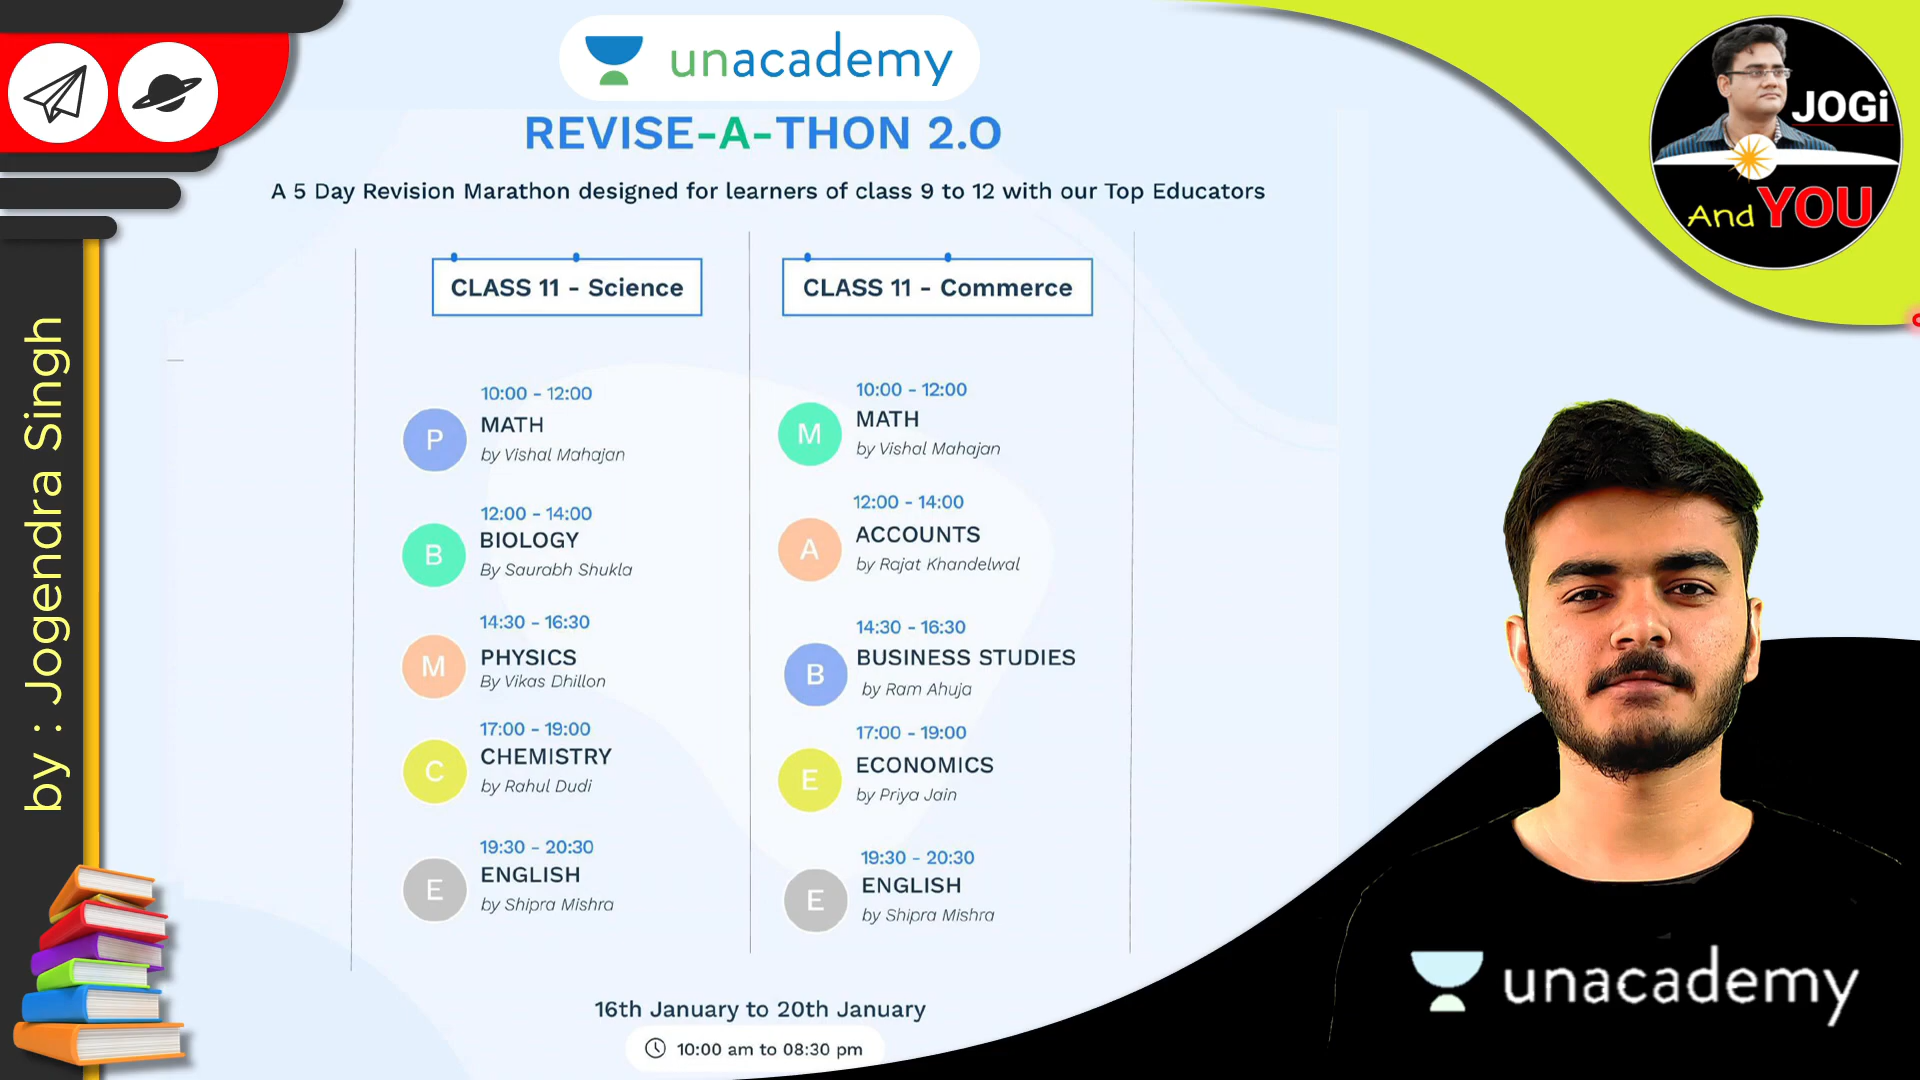 unacademy
REVISE-A-THON 2.0
A 5 Day Revision Marathon designed for learners of class 9 to 12 with our Top Educators
JOGi
And YOU
by : Jogendra Singh
CLASS 11 - Science
10:00 - 12:00
P
MATH
by Vishal Mahajan
12:00 - 14:00
B
BIOLOGY
By Saurabh Shukla
14:30 - 16:30
M
PHYSICS
By Vikas Dhillon
17:00 - 19:00
C
CHEMISTRY
by Rahul Dudi
19:30 - 20:30
E
ENGLISH
by Shipra Mishra
CLASS 11 - Commerce
10:00 - 12:00
M
MATH
by Vishal Mahajan
12:00 - 14:00
A
ACCOUNTS
by Rajat Khandelwal
14:30 - 16:30
B
BUSINESS STUDIES
by Ram Ahuja
17:00 - 19:00
E
ECONOMICS
by Priya Jain
19:30 - 20:30
E
ENGLISH
by Shipra Mishra
16th January to 20th January
10:00 am to 08:30 pm
unacademy